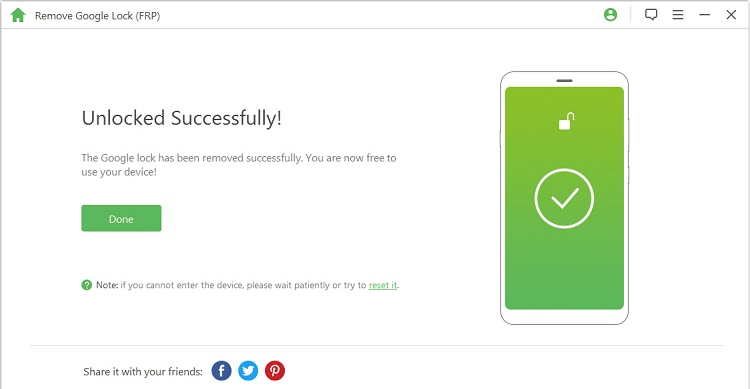 Remove Google Lock (FRP)
Unlocked Successfully!
The Google lock has been removed successfully. You are now free to
use your device!
Done
Note: if you cannot enter the device, please wait patiently or try to reset it.
Share it with your friends: